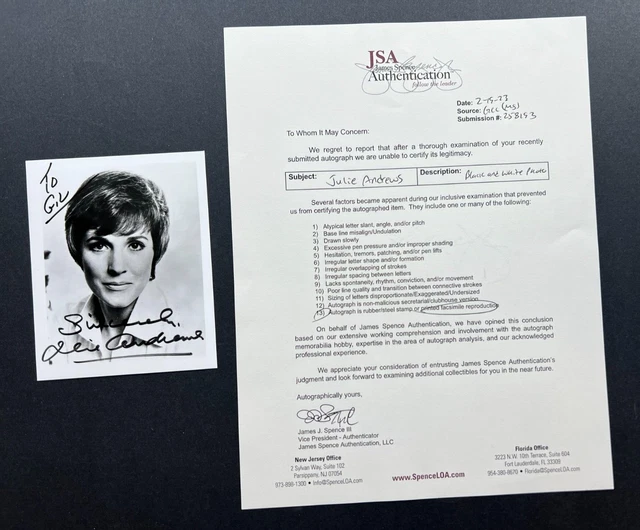 To
Gil
Sincerely,
Julie Andrews
JSA
James Spence
Authentication
follow the leader
Date: 2-15-23
Source: GCC (MS)
Submission #: 258193
To Whom It May Concern:
We regret to report that after a thorough examination of your recently
submitted autograph we are unable to certify its legitimacy.
Subject: Julie Andrews Description: Black and White Photo
Several factors became apparent during our inclusive examination that prevented
us from certifying the autographed item. They include one or many of the following:
1) Atypical letter slant, angle, and/or pitch
2) Base line misalign/Undulation
3) Drawn slowly
4) Excessive pen pressure and/or improper shading
5) Hesitation, tremors, patching, and/or pen lifts
6) Irregular letter shape and/or formation
7) Irregular overlapping of strokes
8) Irregular spacing between letters
9) Lacks spontaneity, rhythm, conviction, and/or movement
10) Poor line quality and transition between connective strokes
11) Sizing of letters disproportionate/Exaggerated/Undersized
12) Autograph is non-malicious secretarial/clubhouse version
13) Autograph is rubber/steel stamp or printed facsimile reproduction
On behalf of James Spence Authentication, we have opined this conclusion
based on our extensive working comprehension and involvement with the autograph
memorabilia hobby, expertise in the area of autograph analysis, and our acknowledged
professional experience.
We appreciate your consideration of entrusting James Spence Authentication's
judgment and look forward to examining additional collectibles for you in the near future.
Autographically yours,
James J. Spence III
Vice President - Authenticator
James Spence Authentication, LLC
New Jersey Office
2 Sylvan Way, Suite 102
Parsippany, NJ 07054
973-898-1300 • Info@SpenceLOA.com
www.SpenceLOA.com
Florida Office
3223 N.W. 10th Terrace, Suite 604
Fort Lauderdale, FL 33309
954-380-8670 • Florida@SpenceLOA.com